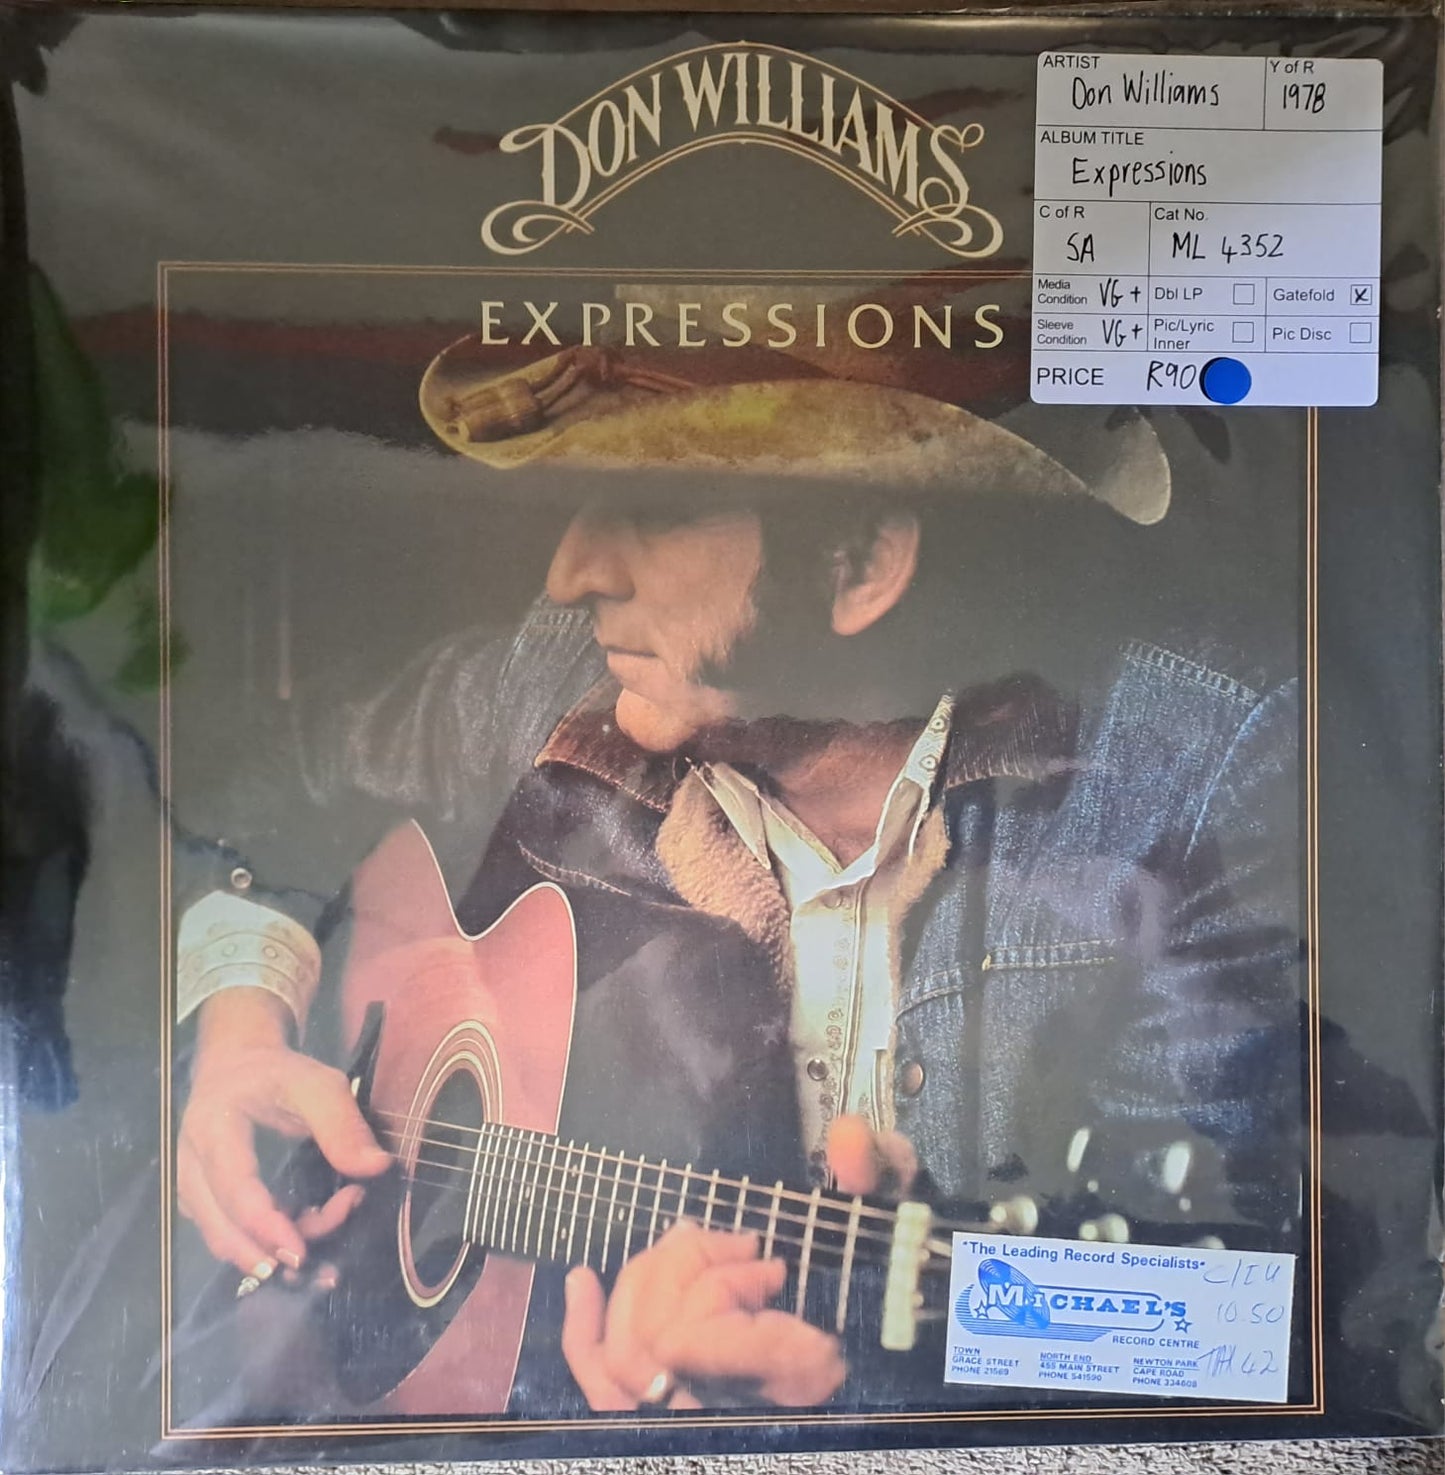 DON WILLIAMS
EXPRESSIONS
ARTIST
Don Williams
Y of R
1978
ALBUM TITLE
Expressions
C of R
SA
Cat No.
ML 4352
Media Condition VG+
Dbl LP
Gatefold X
Sleeve Condition VG+
Pic/Lyric Inner
Pic Disc
PRICE R90
"The Leading Record Specialists"
MICHAEL'S
RECORD CENTRE
10.50
TOWN
GRACE STREET
PHONE 21569
NORTH END
455 MAIN STREET
PHONE 541590
NEWTON PARK
CAPE ROAD
PHONE 334608
42